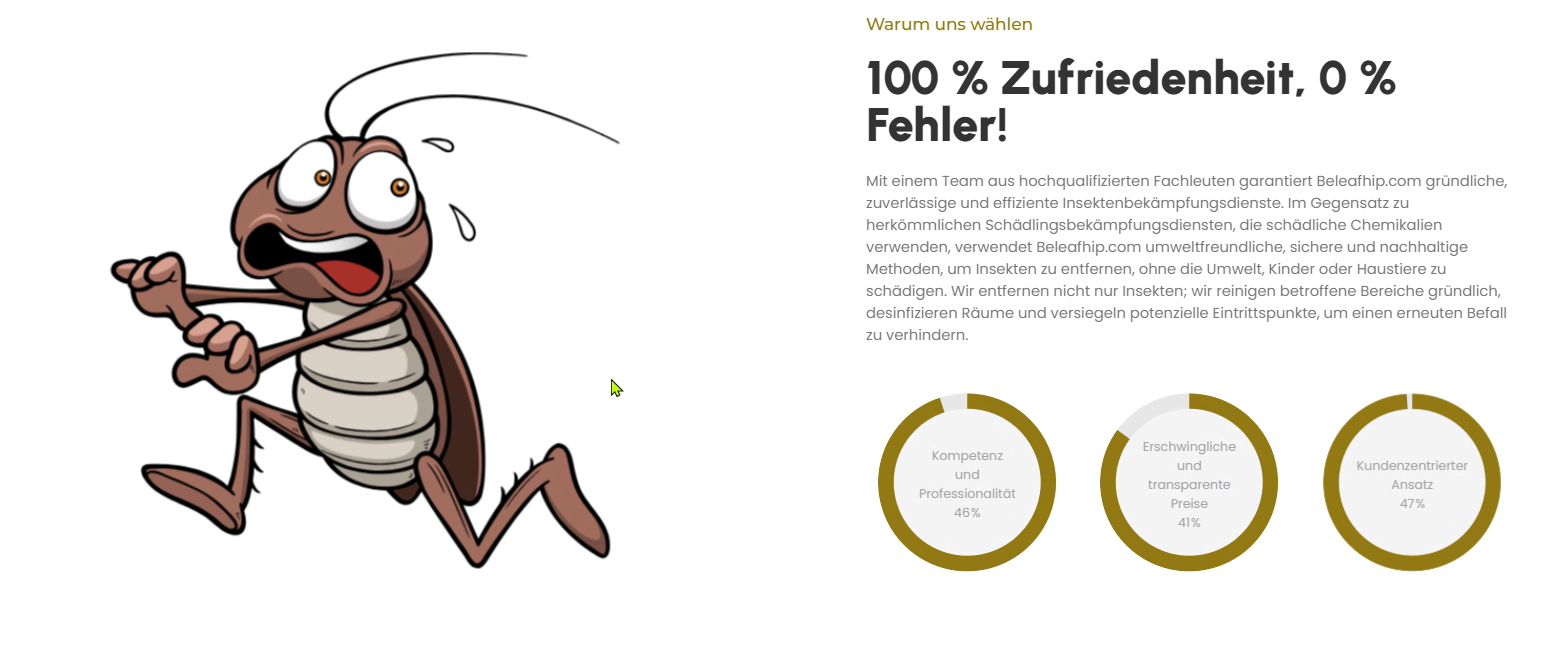 Warum uns wählen
100 % Zufriedenheit, 0 %
Fehler!
Mit einem Team aus hochqualifizierten Fachleuten garantiert Beleafhip.com gründliche,
zuverlässige und effiziente Insektenbekämpfungsdienste. Im Gegensatz zu
herkömmlichen Schädlingsbekämpfungsdiensten, die schädliche Chemikalien
verwenden, verwendet Beleafhip.com umweltfreundliche, sichere und nachhaltige
Methoden, um Insekten zu entfernen, ohne die Umwelt, Kinder oder Haustiere zu
schädigen. Wir entfernen nicht nur Insekten; wir reinigen betroffene Bereiche gründlich,
desinfizieren Räume und versiegeln potenzielle Eintrittspunkte, um einen erneuten Befall
zu verhindern.
Kompetenz
und
Professionalität
46%
Erschwingliche
und
transparente
Preise
41%
Kundenzentrierter
Ansatz
47%